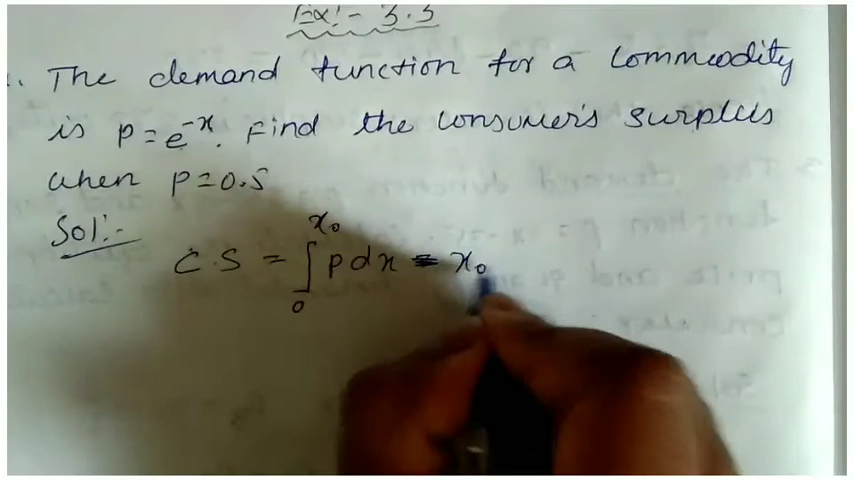 Ex! - 3.3
. The demand function for a commodity
is p = e⁻ˣ. Find the consumer's surplus
when p = 0.5
Sol:-
x₀
C.S = ∫ p dx - x₀
0